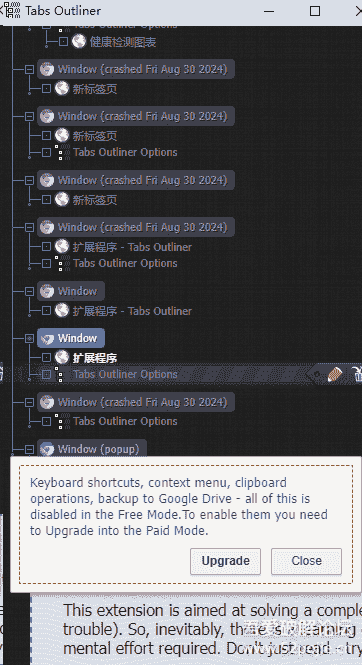 Tabs Outliner
Tabs Outliner Options
健康检测图表
Window (crashed Fri Aug 30 2024)
新标签页
Window (crashed Fri Aug 30 2024)
新标签页
Tabs Outliner Options
Window (crashed Fri Aug 30 2024)
新标签页
Window (crashed Fri Aug 30 2024)
扩展程序 - Tabs Outliner
Tabs Outliner Options
Window
扩展程序 - Tabs Outliner
Window
扩展程序
Tabs Outliner Options
Window (crashed Fri Aug 30 2024)
Tabs Outliner Options
Window (popup)
Keyboard shortcuts, context menu, clipboard
operations, backup to Google Drive - all of this is
disabled in the Free Mode.To enable them you
need to Upgrade into the Paid Mode.
Upgrade Close
This extension is aimed at solving a comple
trouble). So, inevitably, there is a learning
mental effort required. Don't just read - try